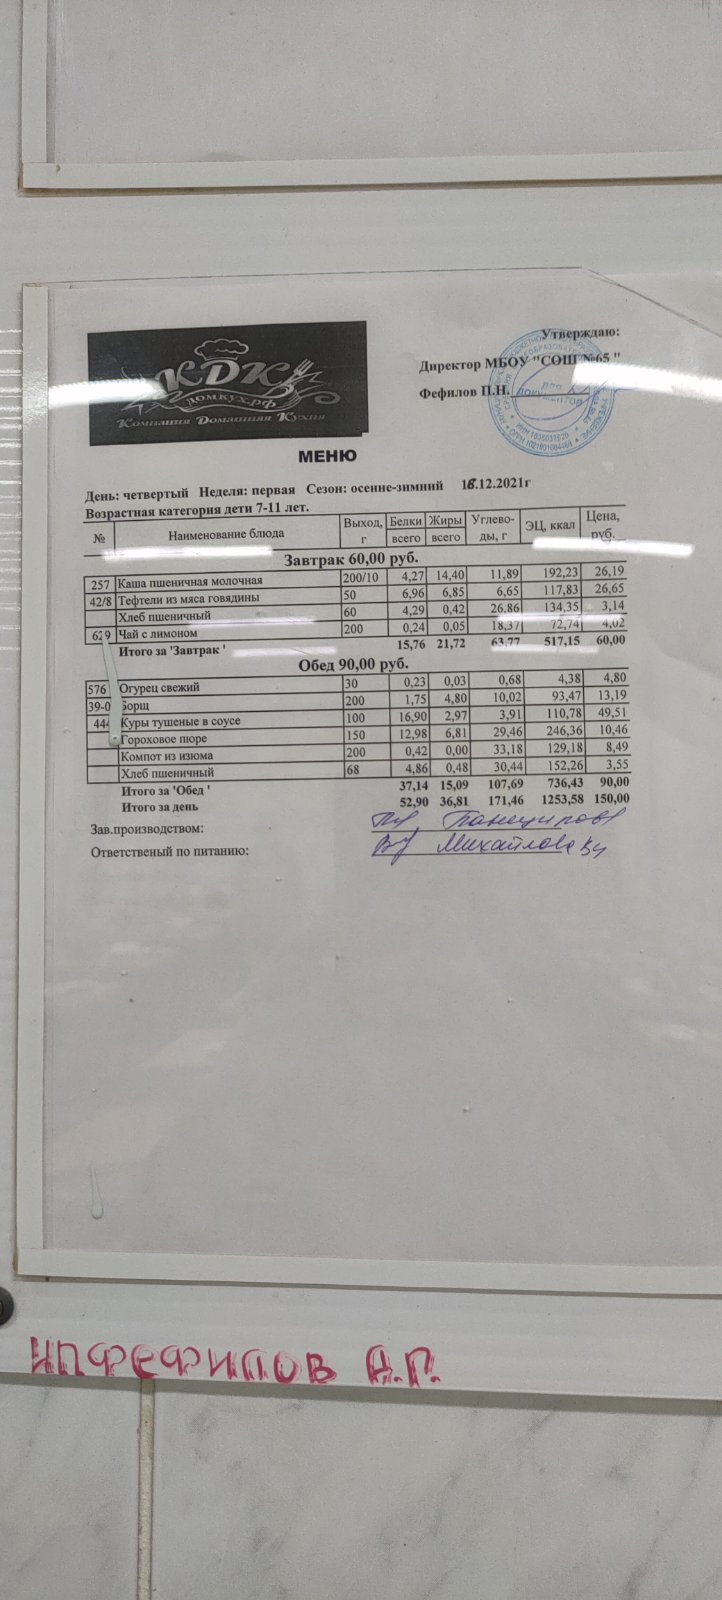 КДК
домкух.рф
Компания Домашняя Кухня
Утверждаю:
Директор МБОУ "СОШ №65 "
Фефилов П.Н.
для документов
МЕНЮ
День: четвертый Неделя: первая Сезон: осенне-зимний 16.12.2021г
Возрастная категория дети 7-11 лет.
№ Наименование блюда Выход, г Белки всего Жиры всего Углево-ды, г ЭЦ, ккал Цена, руб.
Завтрак 60,00 руб.
257 Каша пшеничная молочная 200/10 4,27 14,40 11,89 192,23 26,19
42/8 Тефтели из мяса говядины 50 6,96 6,85 6,65 117,83 26,65
Хлеб пшеничный 60 4,29 0,42 26,86 134,35 3,14
629 Чай с лимоном 200 0,24 0,05 18,37 72,74 4,02
Итого за 'Завтрак ' 15,76 21,72 63,77 517,15 60,00
Обед 90,00 руб.
576 Огурец свежий 30 0,23 0,03 0,68 4,38 4,80
Борщ 200 1,75 4,80 10,02 93,47 13,19
444 Куры тушеные в соусе 100 16,90 2,97 3,91 110,78 49,51
Гороховое пюре 150 12,98 6,81 29,46 246,36 10,46
Компот из изюма 200 0,42 0,00 33,18 129,18 8,49
Хлеб пшеничный 68 4,86 0,48 30,44 152,26 3,55
Итого за 'Обед ' 37,14 15,09 107,69 736,43 90,00
Итого за день 52,90 36,81 171,46 1253,58 150,00
Зав.производством:
Ответственый по питанию: Михайлова
ИПФЕФИЛОВ А.Г.